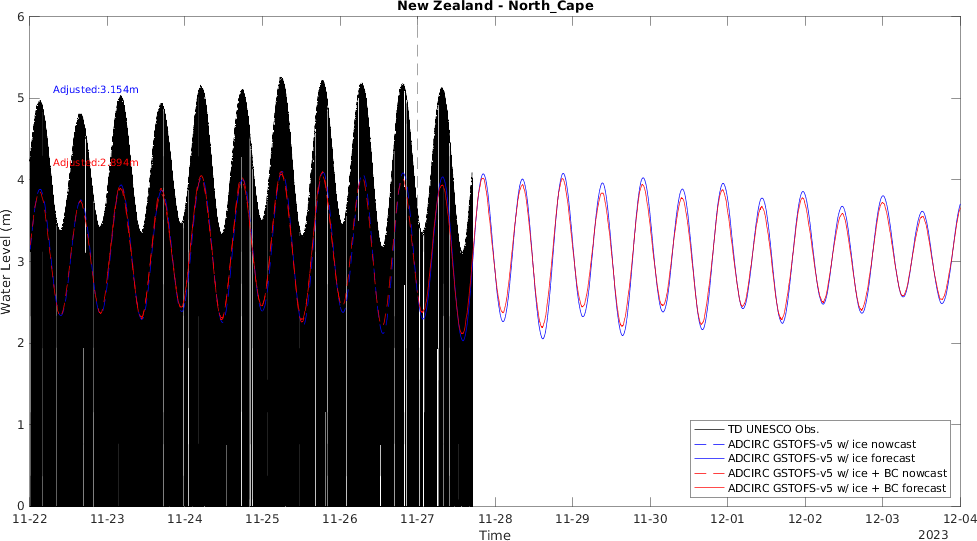 New Zealand - North_Cape
Water Level (m)
6
5
4
3
2
1
0
Adjusted:3.154m
Adjusted:2.894m
TD UNESCO Obs.
ADCIRC GSTOFS-v5 w/ ice nowcast
ADCIRC GSTOFS-v5 w/ ice forecast
ADCIRC GSTOFS-v5 w/ ice + BC nowcast
ADCIRC GSTOFS-v5 w/ ice + BC forecast
11-22 11-23 11-24 11-25 11-26 11-27 11-28 11-29 11-30 12-01 12-02 12-03 12-04
Time
2023